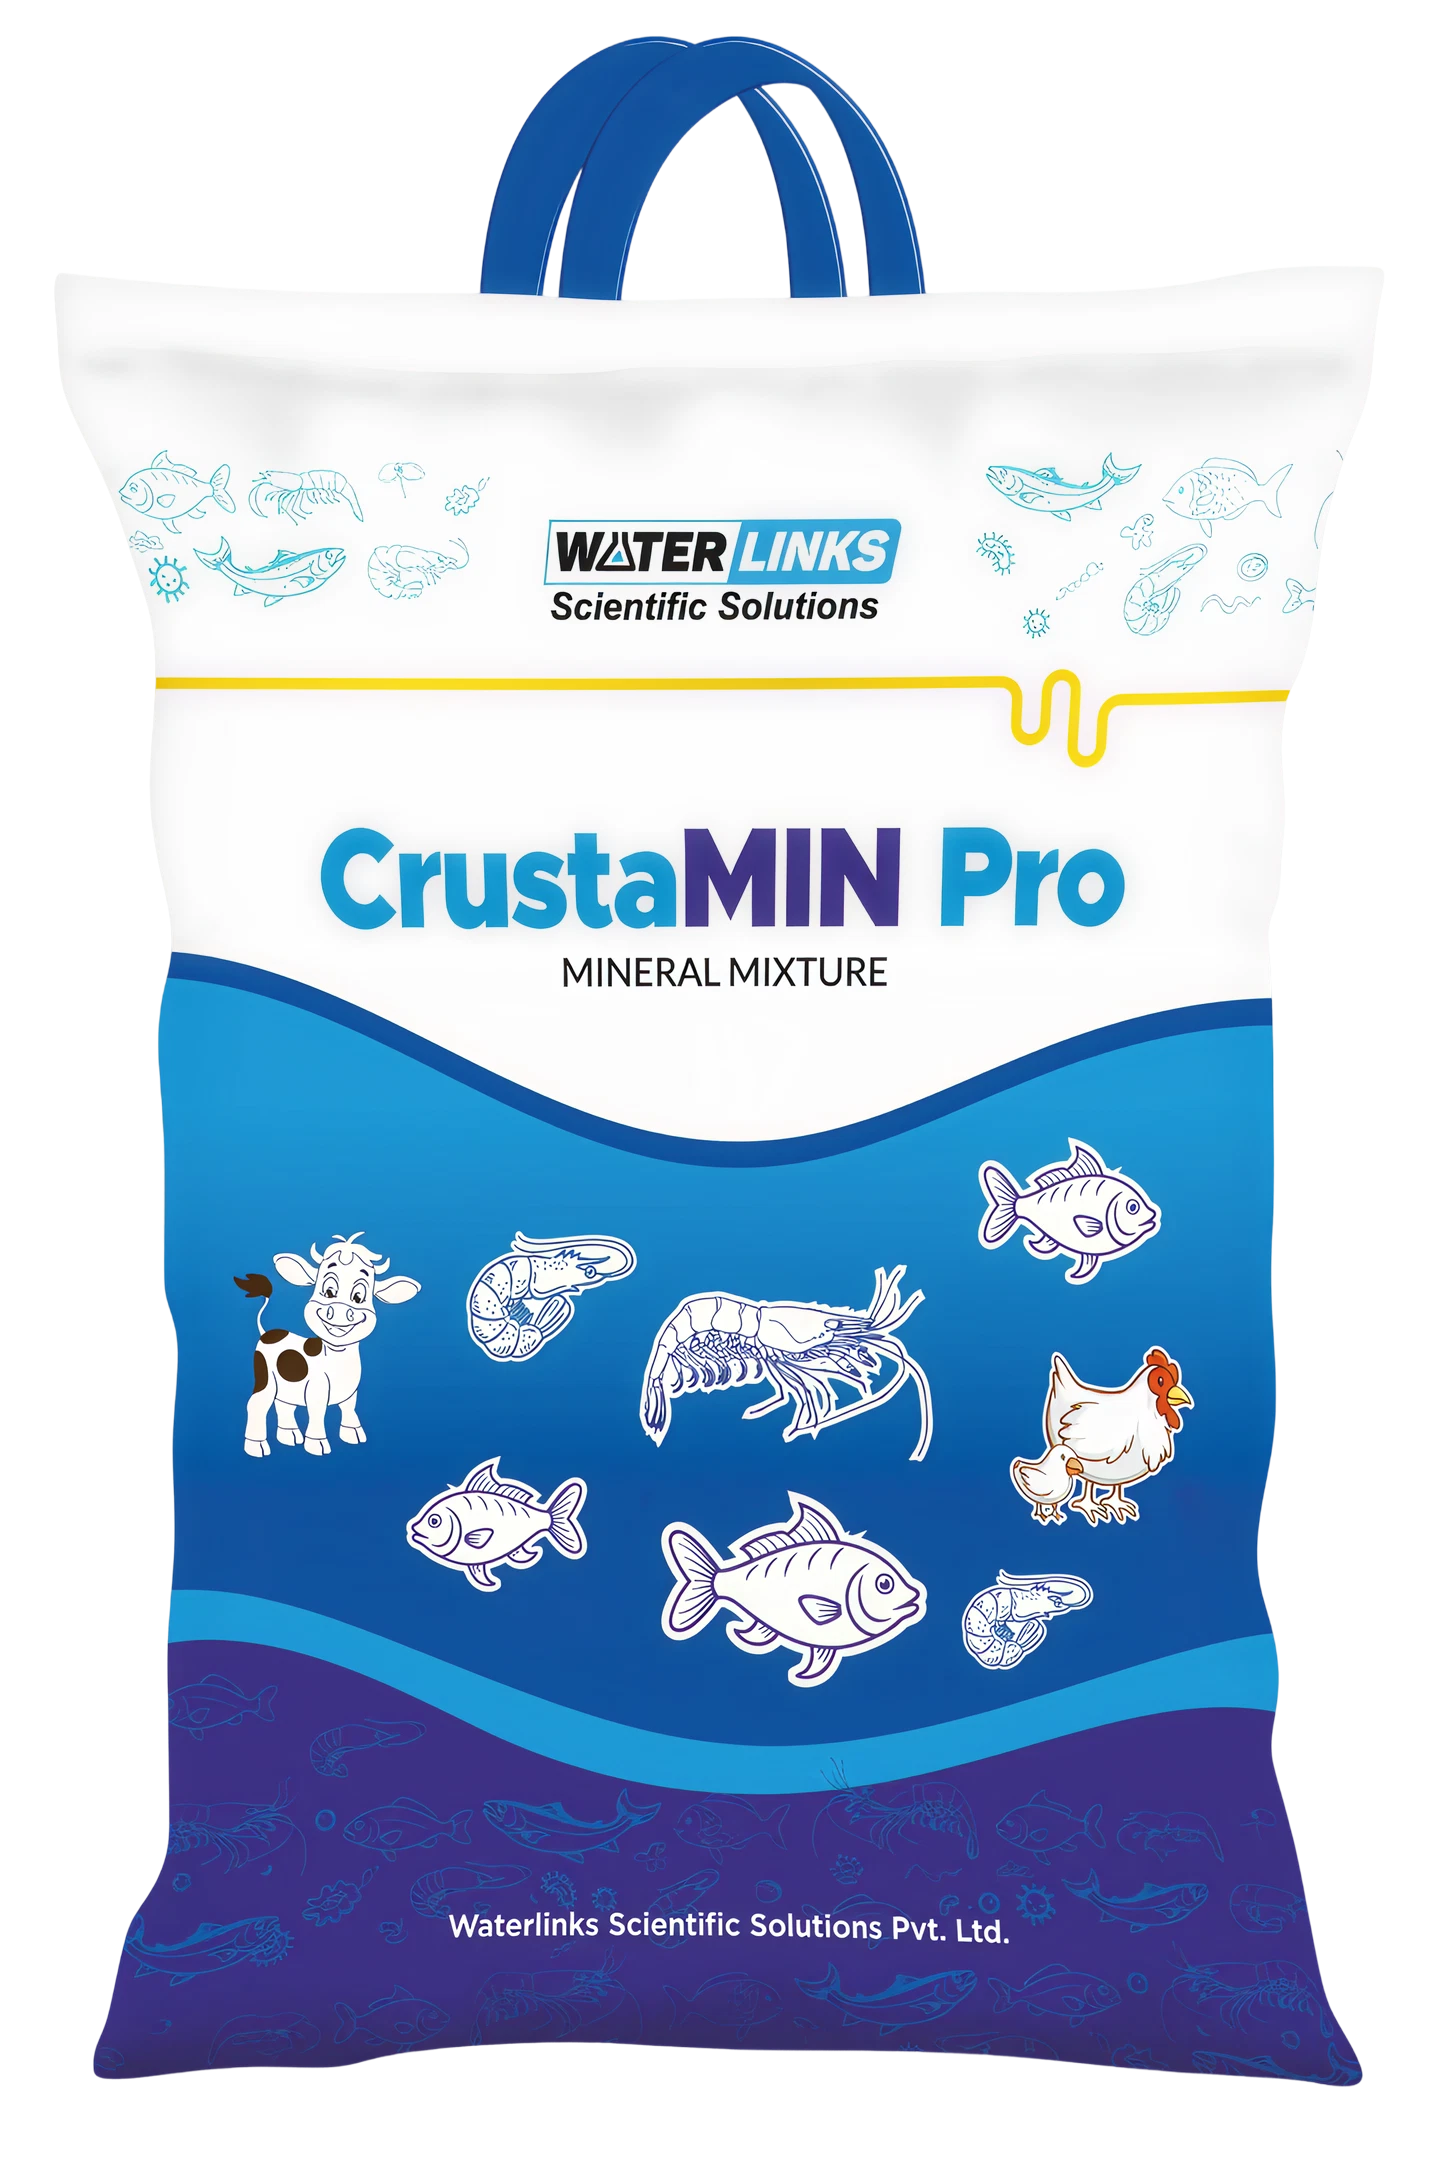 WATER LINKS
Scientific Solutions
CrustaMIN Pro
MINERAL MIXTURE
Waterlinks Scientific Solutions Pvt. Ltd.